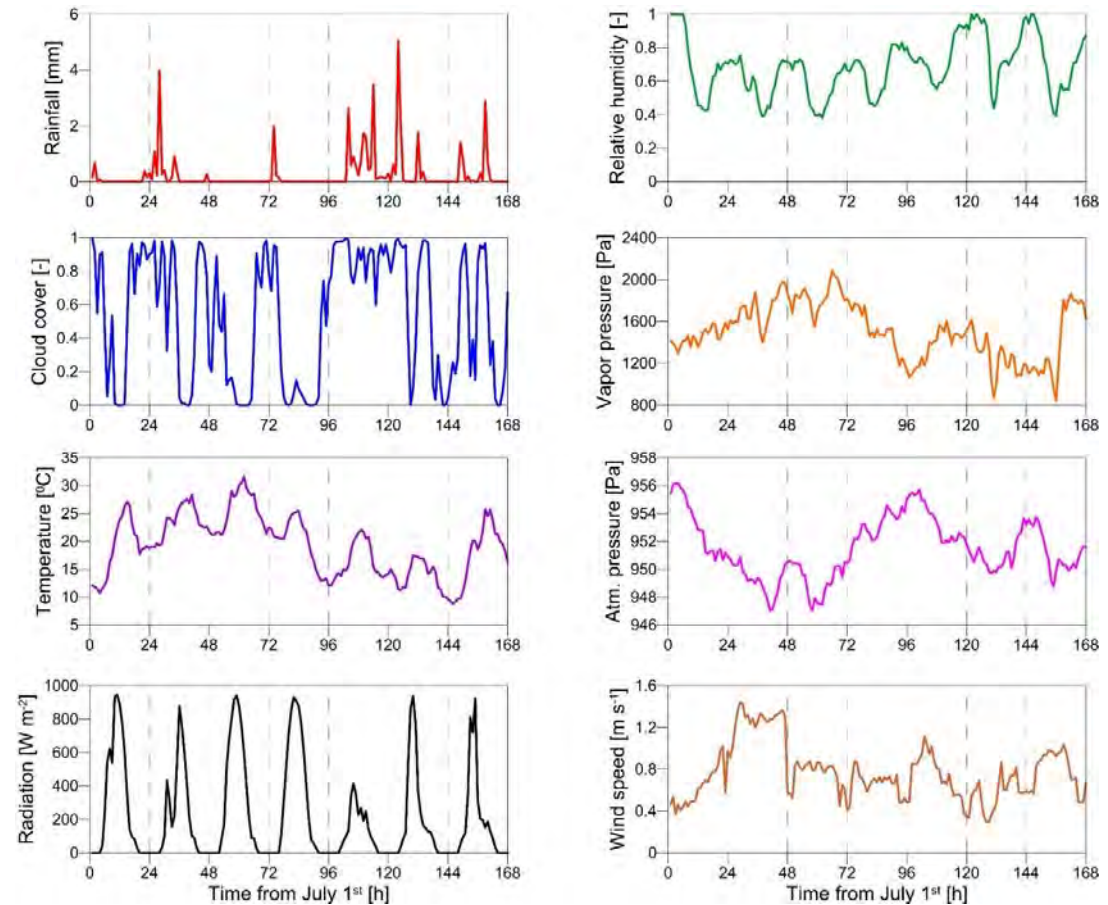 Rainfall [mm]
6
4
2
0
0 24 48 72 96 120 144 168
Relative humidity [-]
1
0.8
0.6
0.4
0.2
0
0 24 48 72 96 120 144 168
Cloud cover [-]
1
0.8
0.6
0.4
0.2
0
0 24 48 72 96 120 144 168
Vapor pressure [Pa]
2400
2000
1600
1200
800
0 24 48 72 96 120 144 168
Temperature [ºC]
35
30
25
20
15
10
5
0 24 48 72 96 120 144 168
Atm. pressure [Pa]
958
956
954
952
950
948
946
0 24 48 72 96 120 144 168
Radiation [W m⁻²]
1000
800
600
400
200
0
0 24 48 72 96 120 144 168
Time from July 1ˢᵗ [h]
Wind speed [m s⁻¹]
1.6
1.2
0.8
0.4
0
0 24 48 72 96 120 144 168
Time from July 1ˢᵗ [h]